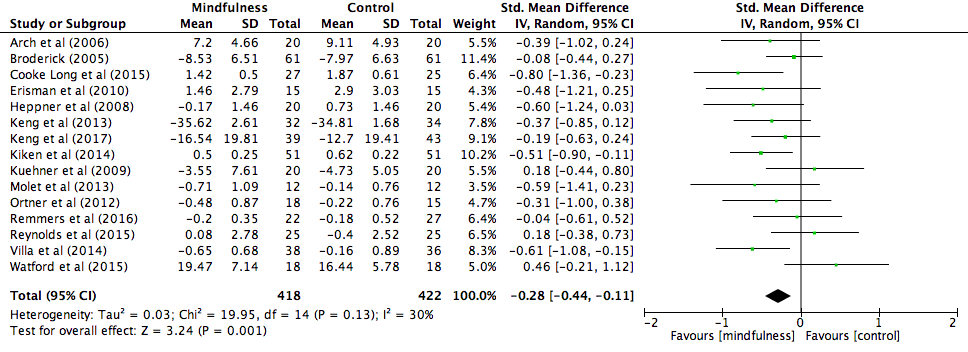 Mindfulness Control Std. Mean Difference Std. Mean Difference
Study or Subgroup Mean SD Total Mean SD Total Weight IV, Random, 95% CI IV, Random, 95% CI
Arch et al (2006) 7.2 4.66 20 9.11 4.93 20 5.5% -0.39 [-1.02, 0.24]
Broderick (2005) -8.53 6.51 61 -7.97 6.63 61 11.4% -0.08 [-0.44, 0.27]
Cooke Long et al (2015) 1.42 0.5 27 1.87 0.61 25 6.4% -0.80 [-1.36, -0.23]
Erisman et al (2010) 1.46 2.79 15 2.9 3.03 15 4.3% -0.48 [-1.21, 0.25]
Heppner et al (2008) -0.17 1.46 20 0.73 1.46 20 5.3% -0.60 [-1.24, 0.03]
Keng et al (2013) -35.62 2.61 32 -34.81 1.68 34 7.8% -0.37 [-0.85, 0.12]
Keng et al (2017) -16.54 19.81 39 -12.7 19.41 43 9.1% -0.19 [-0.63, 0.24]
Kiken et al (2014) 0.5 0.25 51 0.62 0.22 51 10.2% -0.51 [-0.90, -0.11]
Kuehner et al (2009) -3.55 7.61 20 -4.73 5.05 20 5.6% 0.18 [-0.44, 0.80]
Molet et al (2013) -0.71 1.09 12 -0.14 0.76 12 3.5% -0.59 [-1.41, 0.23]
Ortner et al (2012) -0.48 0.87 18 -0.22 0.76 15 4.7% -0.31 [-1.00, 0.38]
Remmers et al (2016) -0.2 0.35 22 -0.18 0.52 27 6.5% -0.04 [-0.61, 0.52]
Reynolds et al (2015) 0.08 2.78 25 -0.4 2.52 25 6.6% 0.18 [-0.38, 0.73]
Villa et al (2014) -0.65 0.68 38 -0.16 0.89 36 8.3% -0.61 [-1.08, -0.15]
Watford et al (2015) 19.47 7.14 18 16.44 5.78 18 5.0% 0.46 [-0.21, 1.12]
Total (95% CI) 418 422 100.0% -0.28 [-0.44, -0.11]
Heterogeneity: Tau² = 0.03; Chi² = 19.95, df = 14 (P = 0.13); I² = 30%
Test for overall effect: Z = 3.24 (P = 0.001)
-2 -1 0 1 2
Favours [mindfulness] Favours [control]